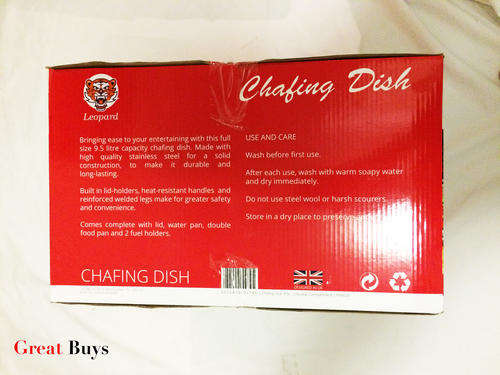 Leopard
Chafing Dish
Bringing ease to your entertaining with this full
size 9.5 litre capacity chafing dish. Made with
high quality stainless steel for a solid
construction, to make it durable and
long-lasting.
Built in lid-holders, heat-resistant handles and
reinforced welded legs make for greater safety
and convenience.
Comes complete with lid, water pan, double
food pan and 2 fuel holders.
USE AND CARE
Wash before first use.
After each use, wash with warm soapy water
and dry immediately.
Do not use steel wool or harsh scourers.
Store in a dry place to
CHAFING DISH
DESIGNED IN UK
Great Buys